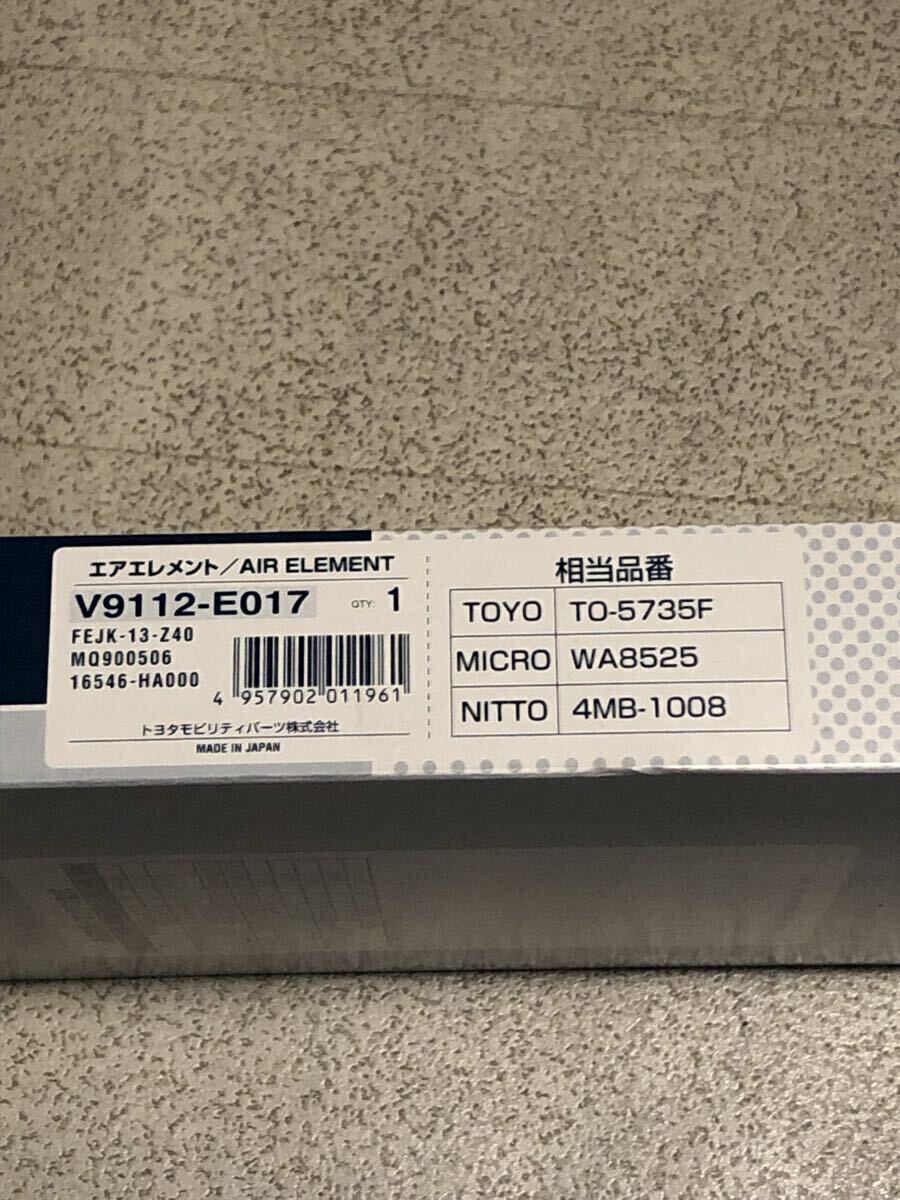 エアエレメント/AIR ELEMENT
V9112-E017 QTY: 1
FEJK-13-Z40
MQ900506
16546-HA000
4 957902 011961
トヨタモビリティパーツ株式会社
MADE IN JAPAN
相当品番
TOYO TO-5735F
MICRO WA8525
NITTO 4MB-1008